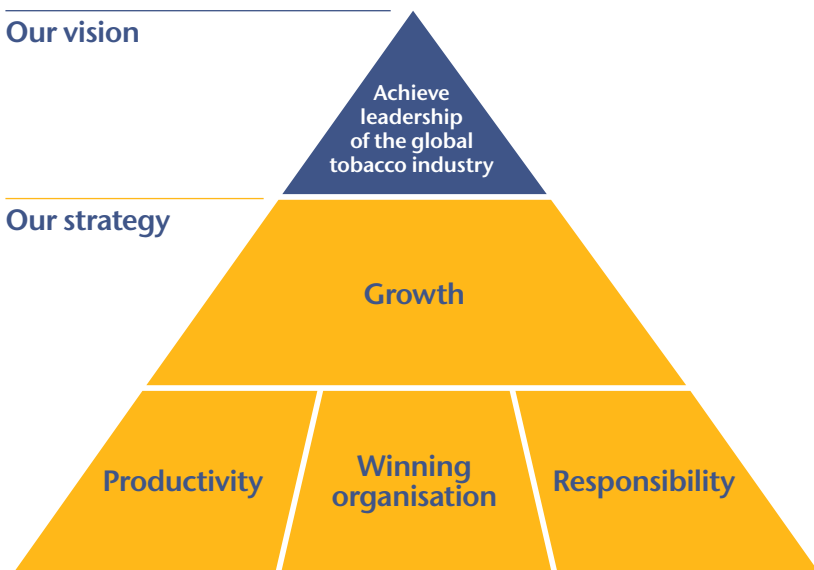 Our vision
Achieve
leadership
of the global
tobacco industry
Our strategy
Growth
Productivity
Winning
organisation
Responsibility